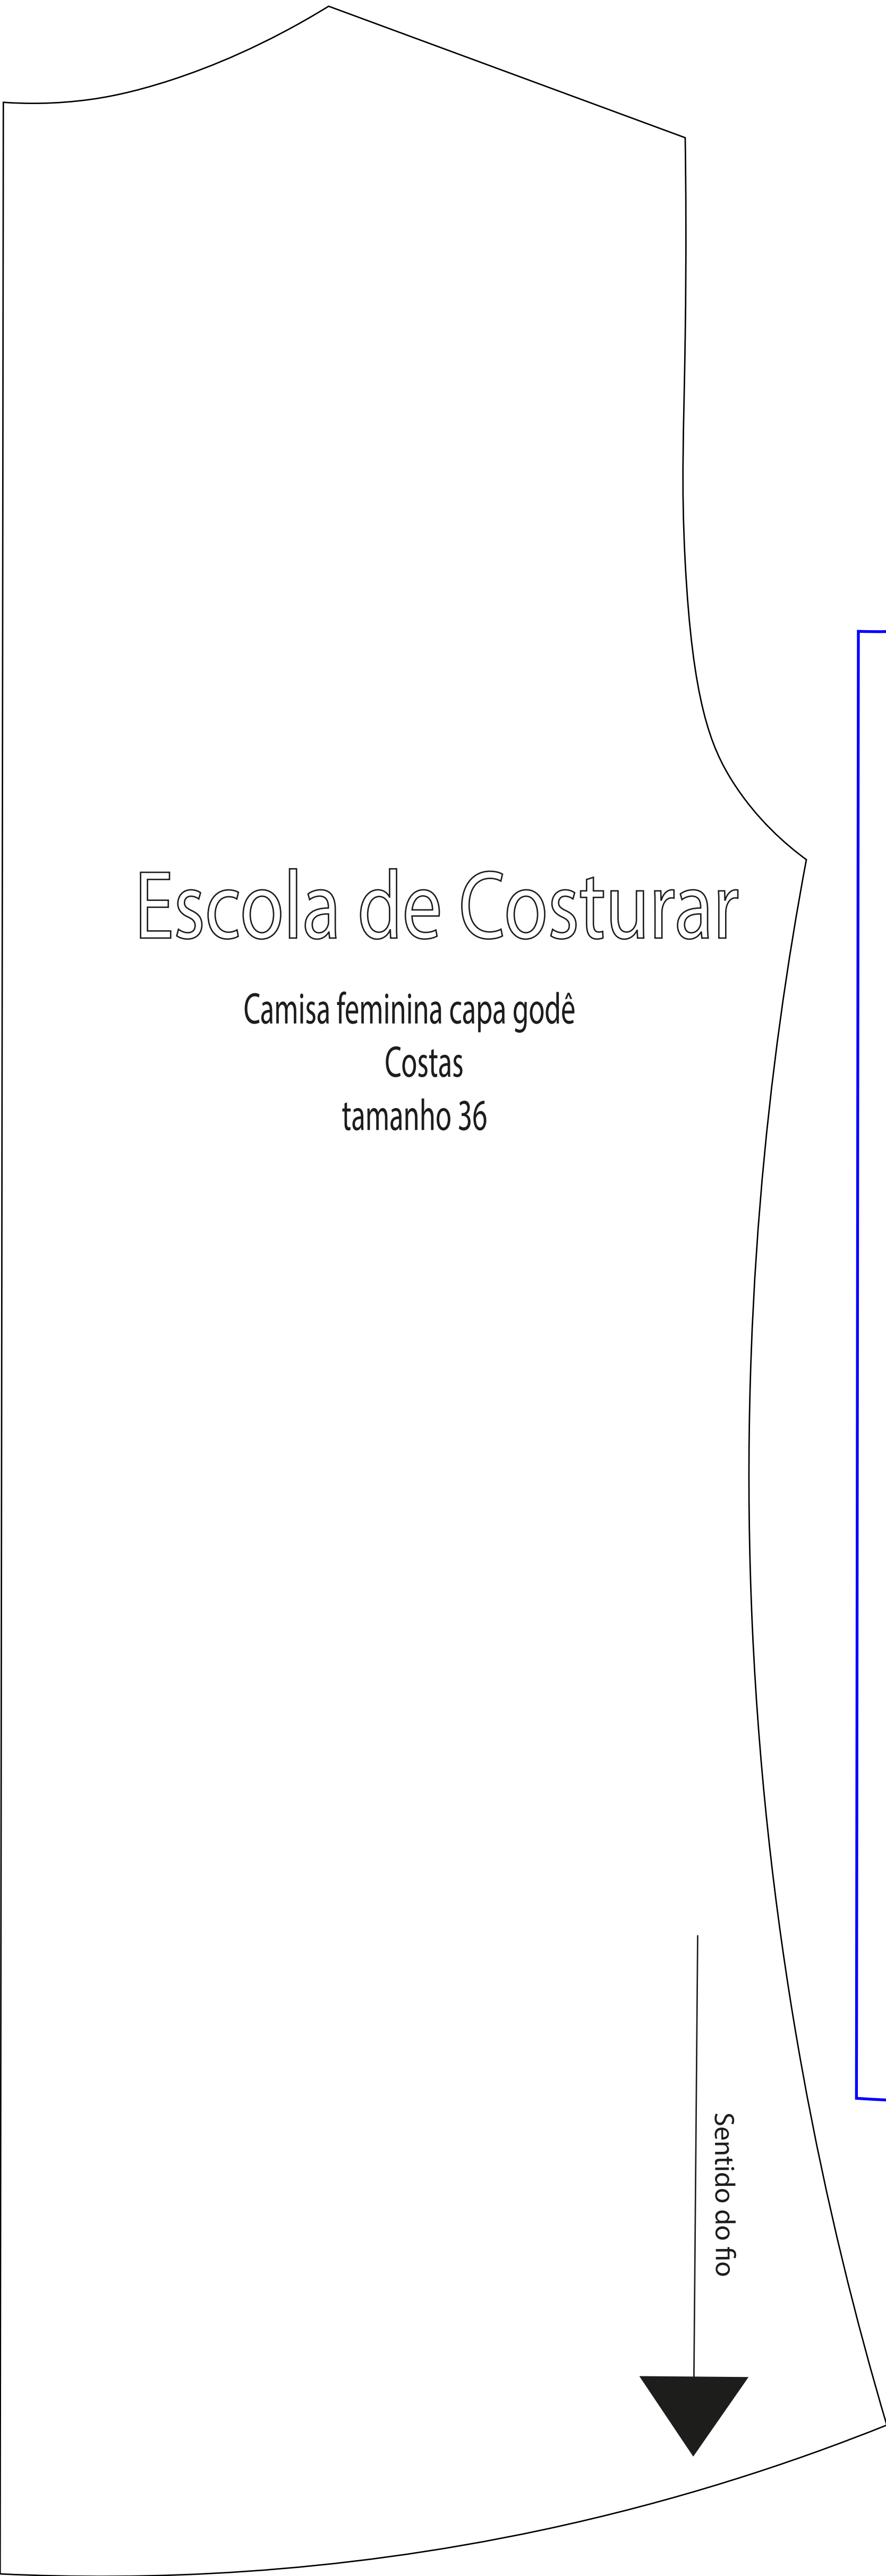 Escola de Costurar
Camisa feminina capa godê
Costas
tamanho 36
Sentido do fio